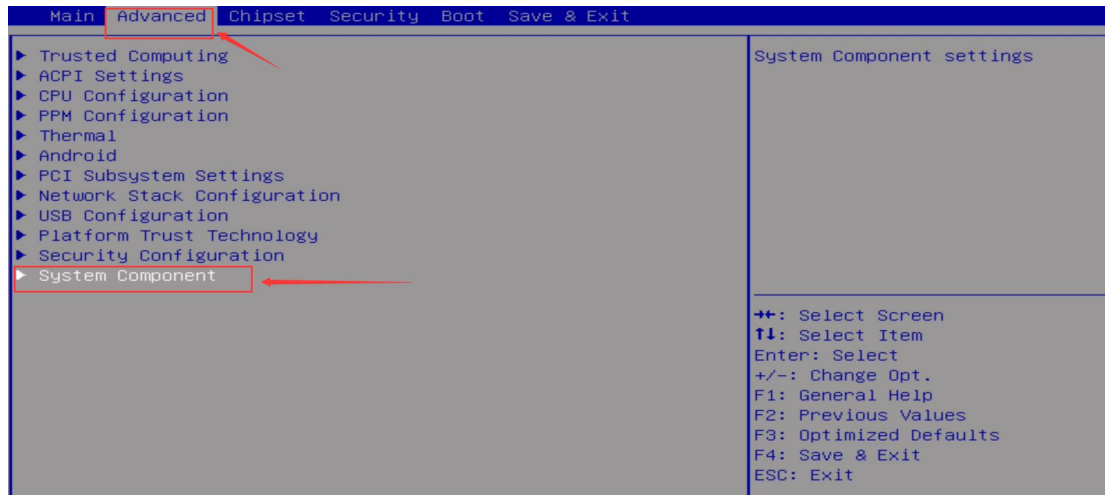 Main Advanced Chipset Security Boot Save & Exit
Trusted Computing
ACPI Settings
CPU Configuration
PPM Configuration
Thermal
Android
PCI Subsystem Settings
Network Stack Configuration
USB Configuration
Platform Trust Technology
Security Configuration
System Component
System Component settings
→←: Select Screen
↑↓: Select Item
Enter: Select
+/-: Change Opt.
F1: General Help
F2: Previous Values
F3: Optimized Defaults
F4: Save & Exit
ESC: Exit